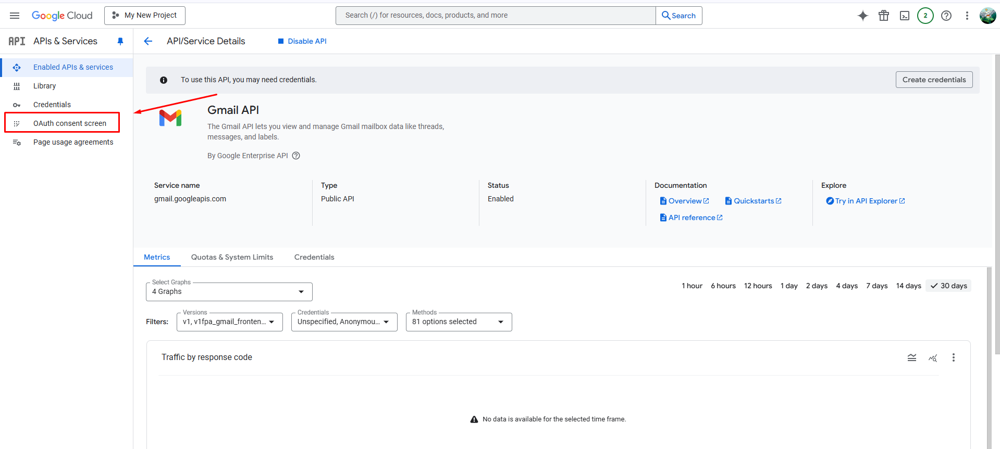 Google Cloud
My New Project
Search (/) for resources, docs, products, and more
Search
2
API
APIs & Services
API/Service Details
Disable API
Enabled APIs & services
Library
Credentials
OAuth consent screen
Page usage agreements
To use this API, you may need credentials.
Create credentials
Gmail API
The Gmail API lets you view and manage Gmail mailbox data like threads,
messages, and labels.
By Google Enterprise API
Service name
gmail.googleapis.com
Type
Public API
Status
Enabled
Documentation
Overview
Quickstarts
API reference
Explore
Try in API Explorer
Metrics
Quotas & System Limits
Credentials
Select Graphs
4 Graphs
1 hour
6 hours
12 hours
1 day
2 days
4 days
7 days
14 days
30 days
Filters:
Versions
v1, v1fpa_gmail_fronten...
Credentials
Unspecified, Anonymou...
Methods
81 options selected
Traffic by response code
No data is available for the selected time frame.